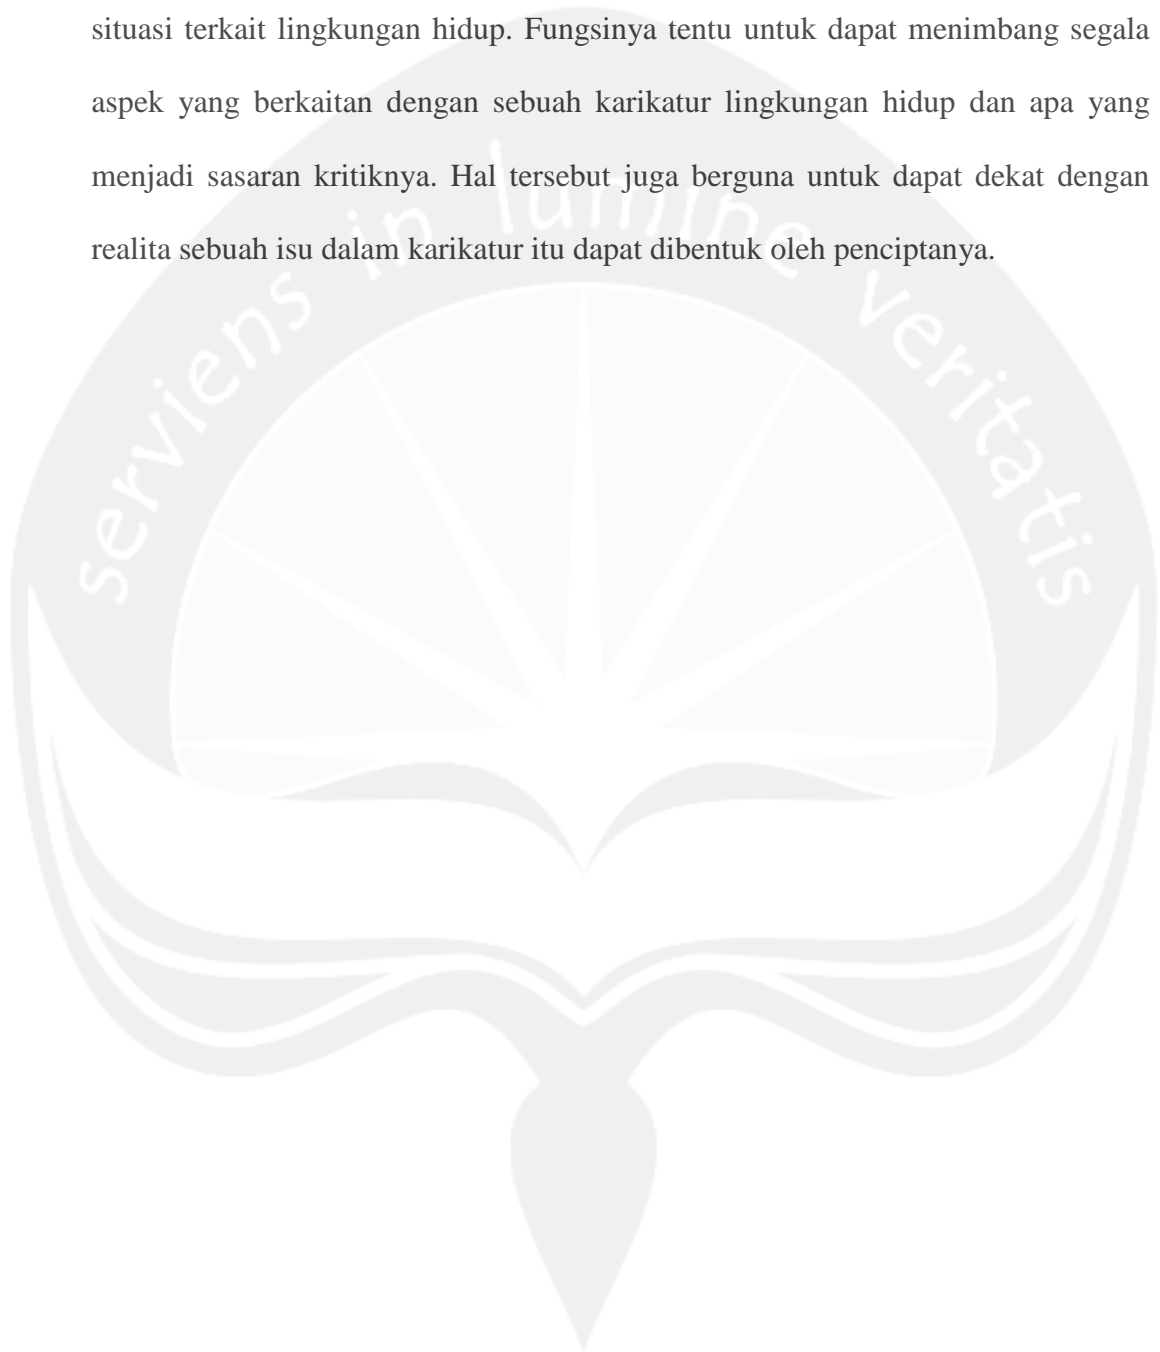 situasi terkait lingkungan hidup. Fungsinya tentu untuk dapat menimbang segala
aspek yang berkaitan dengan sebuah karikatur lingkungan hidup dan apa yang
menjadi sasaran kritiknya. Hal tersebut juga berguna untuk dapat dekat dengan
realita sebuah isu dalam karikatur itu dapat dibentuk oleh penciptanya.
serviens in lumine veritatis